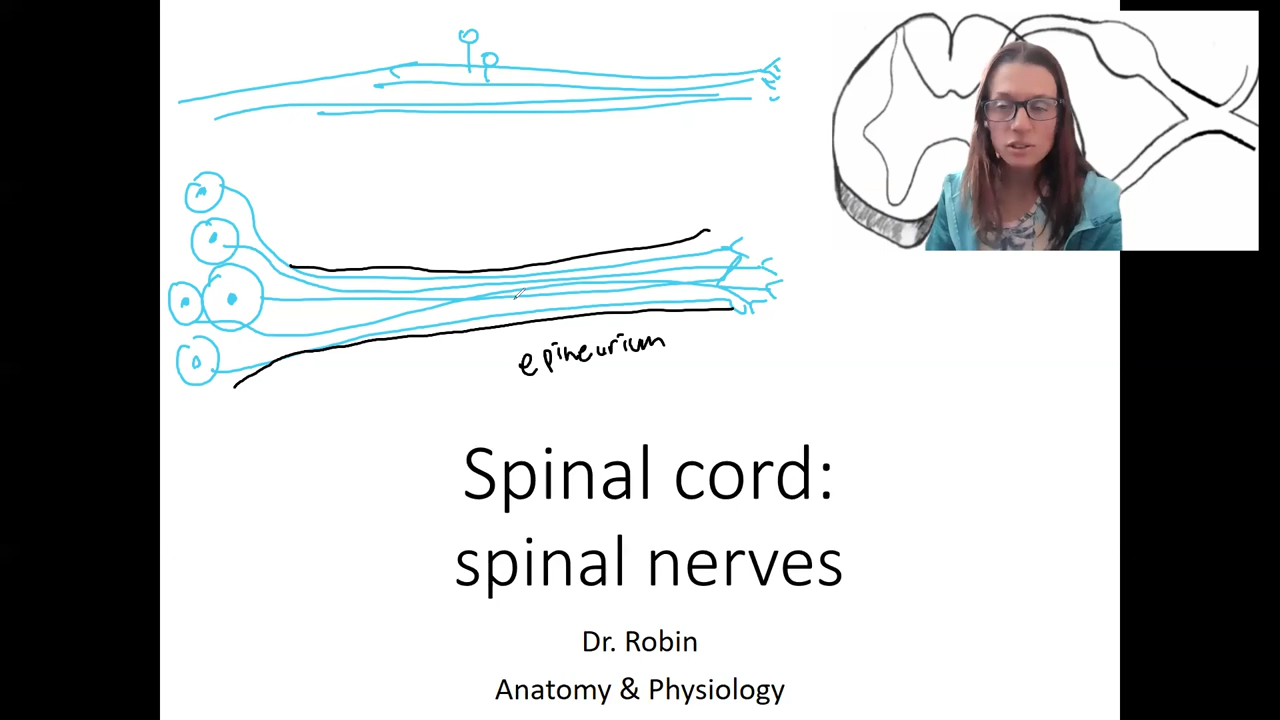 epineurium
Spinal cord:
spinal nerves
Dr. Robin
Anatomy & Physiology